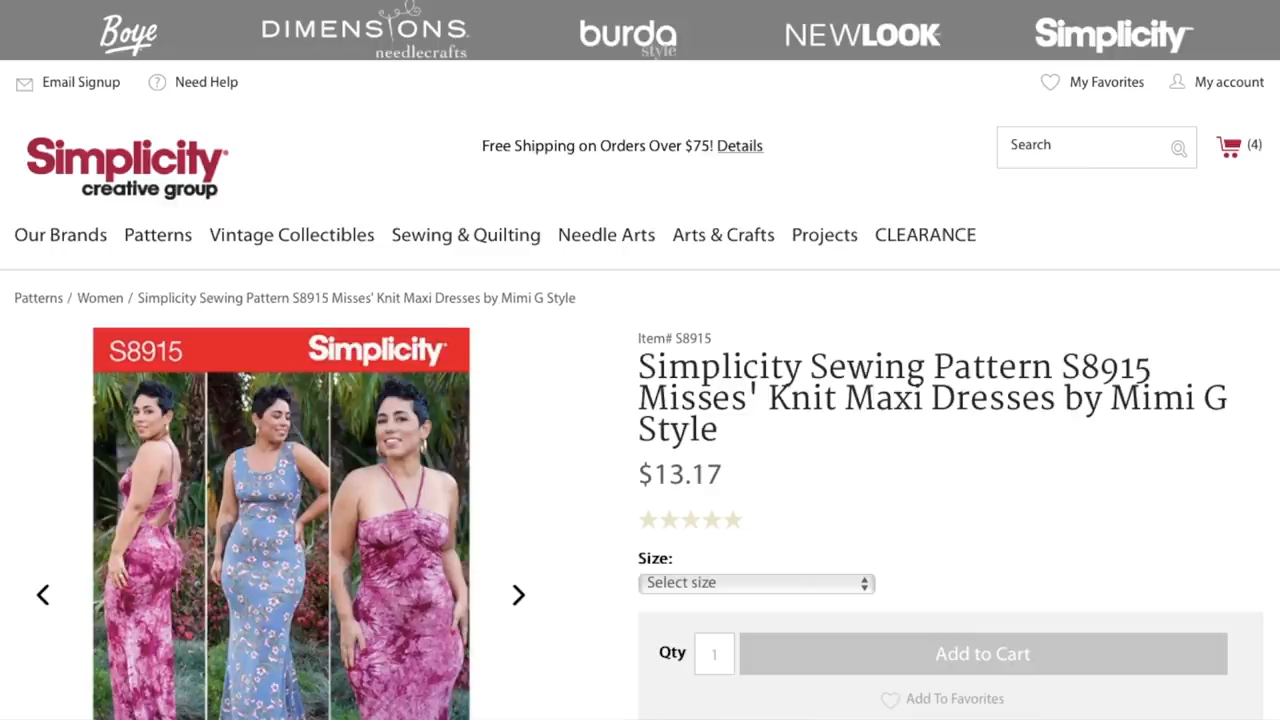 Boye
DIMENSIONS
needlecrafts
burda
style
NEWLOOK
Simplicity
Email Signup
Need Help
My Favorites
My account
Simplicity
creative group
Free Shipping on Orders Over $75! Details
Search
(4)
Our Brands Patterns Vintage Collectibles Sewing & Quilting Needle Arts Arts & Crafts Projects CLEARANCE
Patterns / Women / Simplicity Sewing Pattern S8915 Misses' Knit Maxi Dresses by Mimi G Style
S8915 Simplicity
Item# S8915
Simplicity Sewing Pattern S8915
Misses' Knit Maxi Dresses by Mimi G
Style
$13.17
Size:
Select size
Qty 1 Add to Cart
Add To Favorites